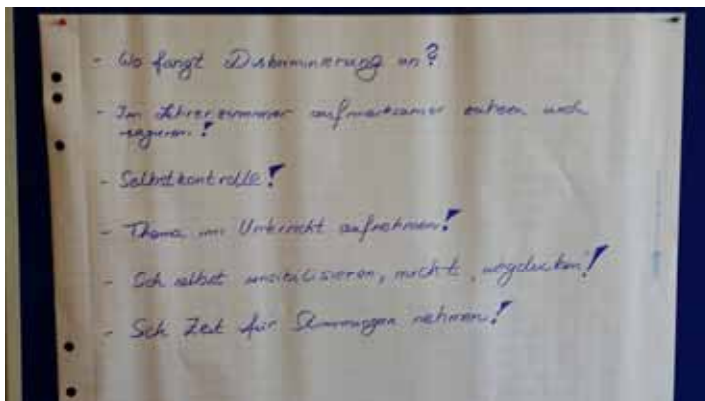 - Wo fängt Diskriminierung an?
- Im Lehrerzimmer aufmerksamer zuhören und
reagieren!
- Selbstkontrolle!
- Thema im Unterricht aufnehmen!
- Sich selbst sensibilisieren, nicht "wegducken"!
- Sich Zeit für Stimmungen nehmen!